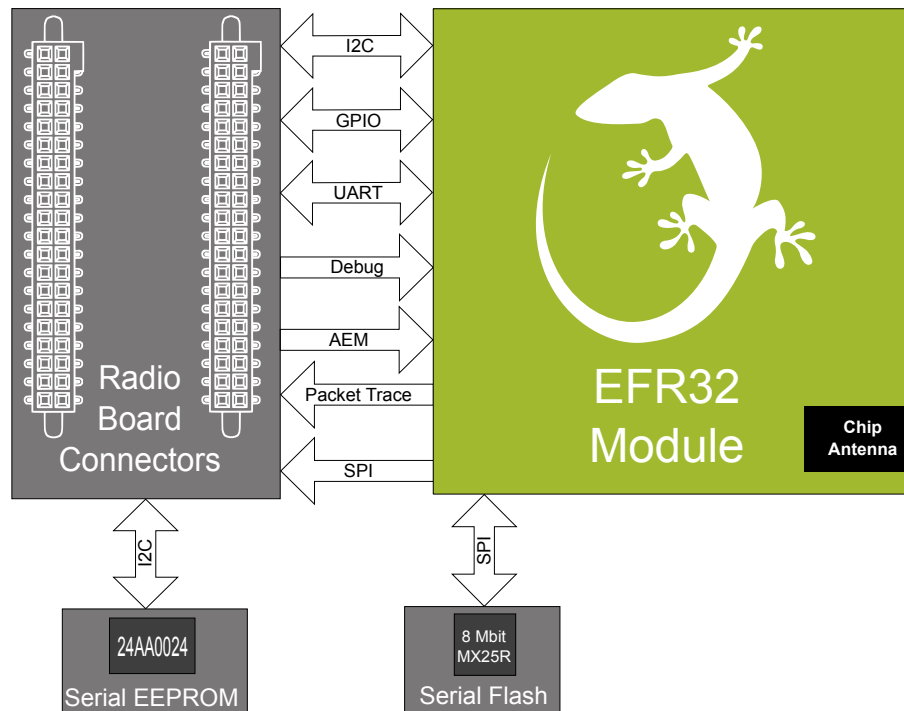 I2C
GPIO
UART
Debug
AEM
Packet Trace
SPI
Radio
Board
Connectors
EFR32
Module
Chip
Antenna
I2C
SPI
24AA0024
Serial EEPROM
8 Mbit
MX25R
Serial Flash